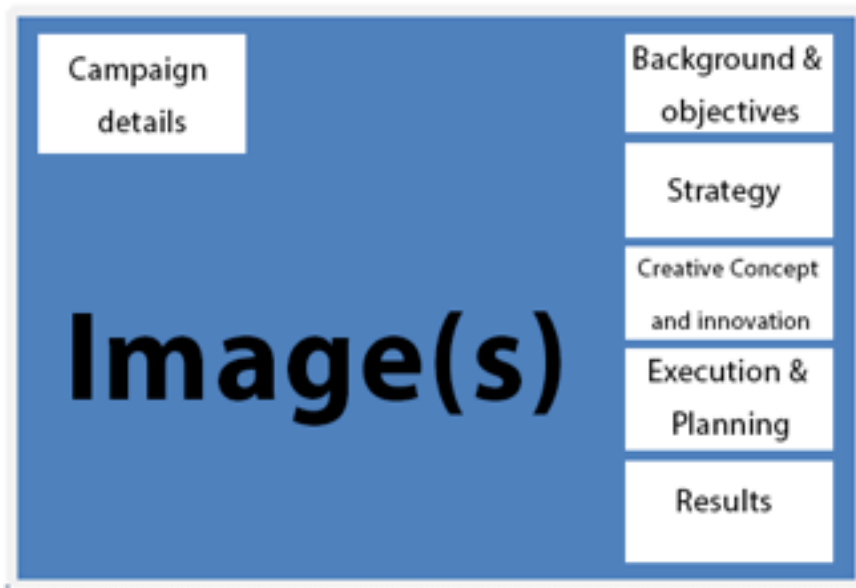 Campaign
details
Image(s)
Background &
objectives
Strategy
Creative Concept
and innovation
Execution &
Planning
Results